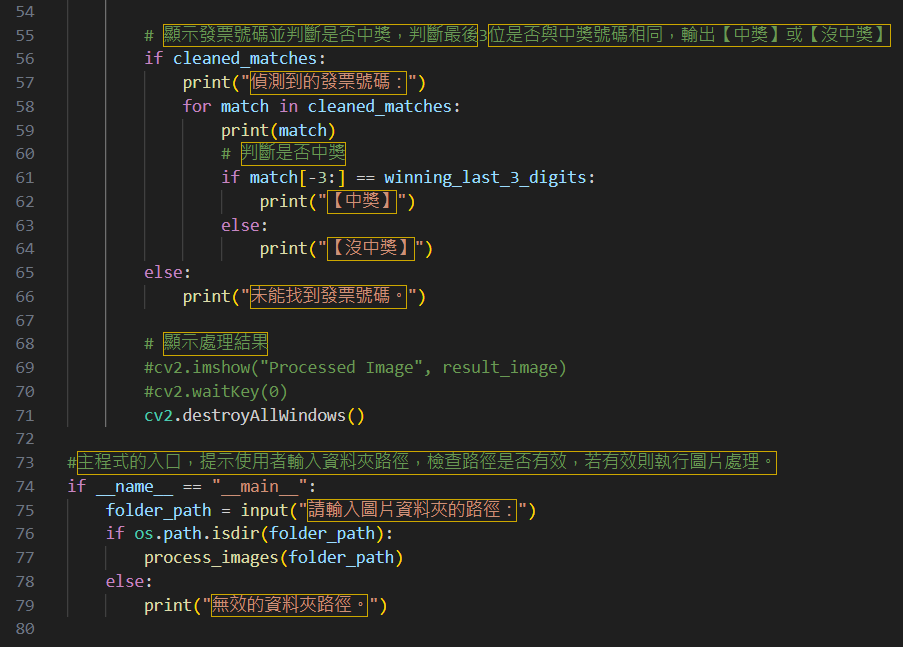 54
55 # 顯示發票號碼並判斷是否中獎，判斷最後3位是否與中獎號碼相同，輸出【中獎】或【沒中獎】
56 if cleaned_matches:
57 print("偵測到的發票號碼：")
58 for match in cleaned_matches:
59 print(match)
60 # 判斷是否中獎
61 if match[-3:] == winning_last_3_digits:
62 print("【中獎】")
63 else:
64 print("【沒中獎】")
65 else:
66 print("未能找到發票號碼。")
67
68 # 顯示處理結果
69 #cv2.imshow("Processed Image", result_image)
70 #cv2.waitKey(0)
71 cv2.destroyAllWindows()
72
73 #主程式的入口，提示使用者輸入資料夾路徑，檢查路徑是否有效，若有效則執行圖片處理。
74 if __name__ == "__main__":
75 folder_path = input("請輸入圖片資料夾的路徑：")
76 if os.path.isdir(folder_path):
77 process_images(folder_path)
78 else:
79 print("無效的資料夾路徑。")
80